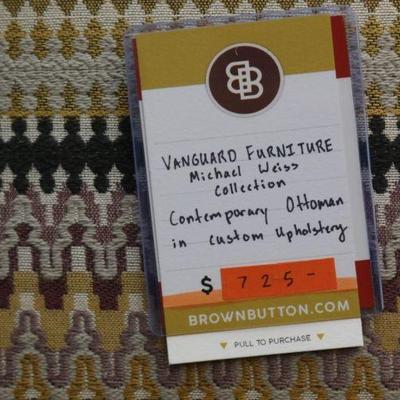 BB
VANGUARD FURNITURE
Michael Weiss
Collection
Contemporary Ottoman
in custom Upholstery
$ 725-
BROWNBUTTON.COM
▼ PULL TO PURCHASE ▼